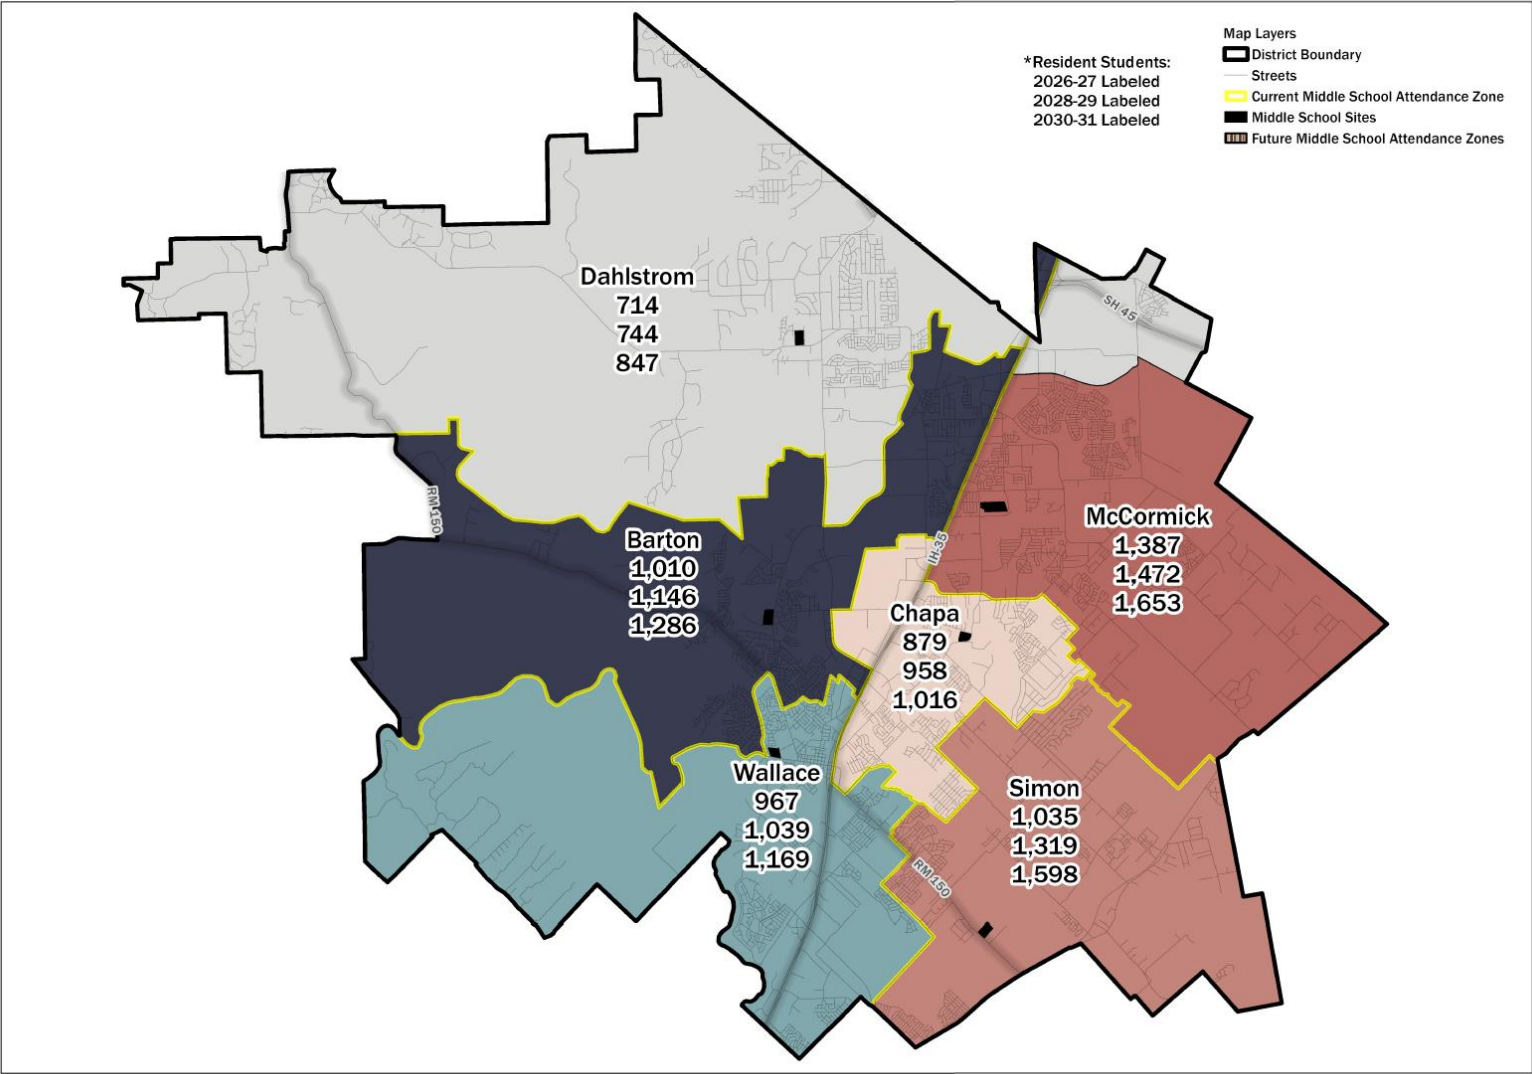 Map Layers
District Boundary
Streets
Current Middle School Attendance Zone
Middle School Sites
Future Middle School Attendance Zones
*Resident Students:
2026-27 Labeled
2028-29 Labeled
2030-31 Labeled
Dahlstrom
714
744
847
SH 45
RM 150
Barton
1,010
1,146
1,286
IH-35
McCormick
1,387
1,472
1,653
Chapa
879
958
1,016
Wallace
967
1,039
1,169
Simon
1,035
1,319
1,598
RM 150